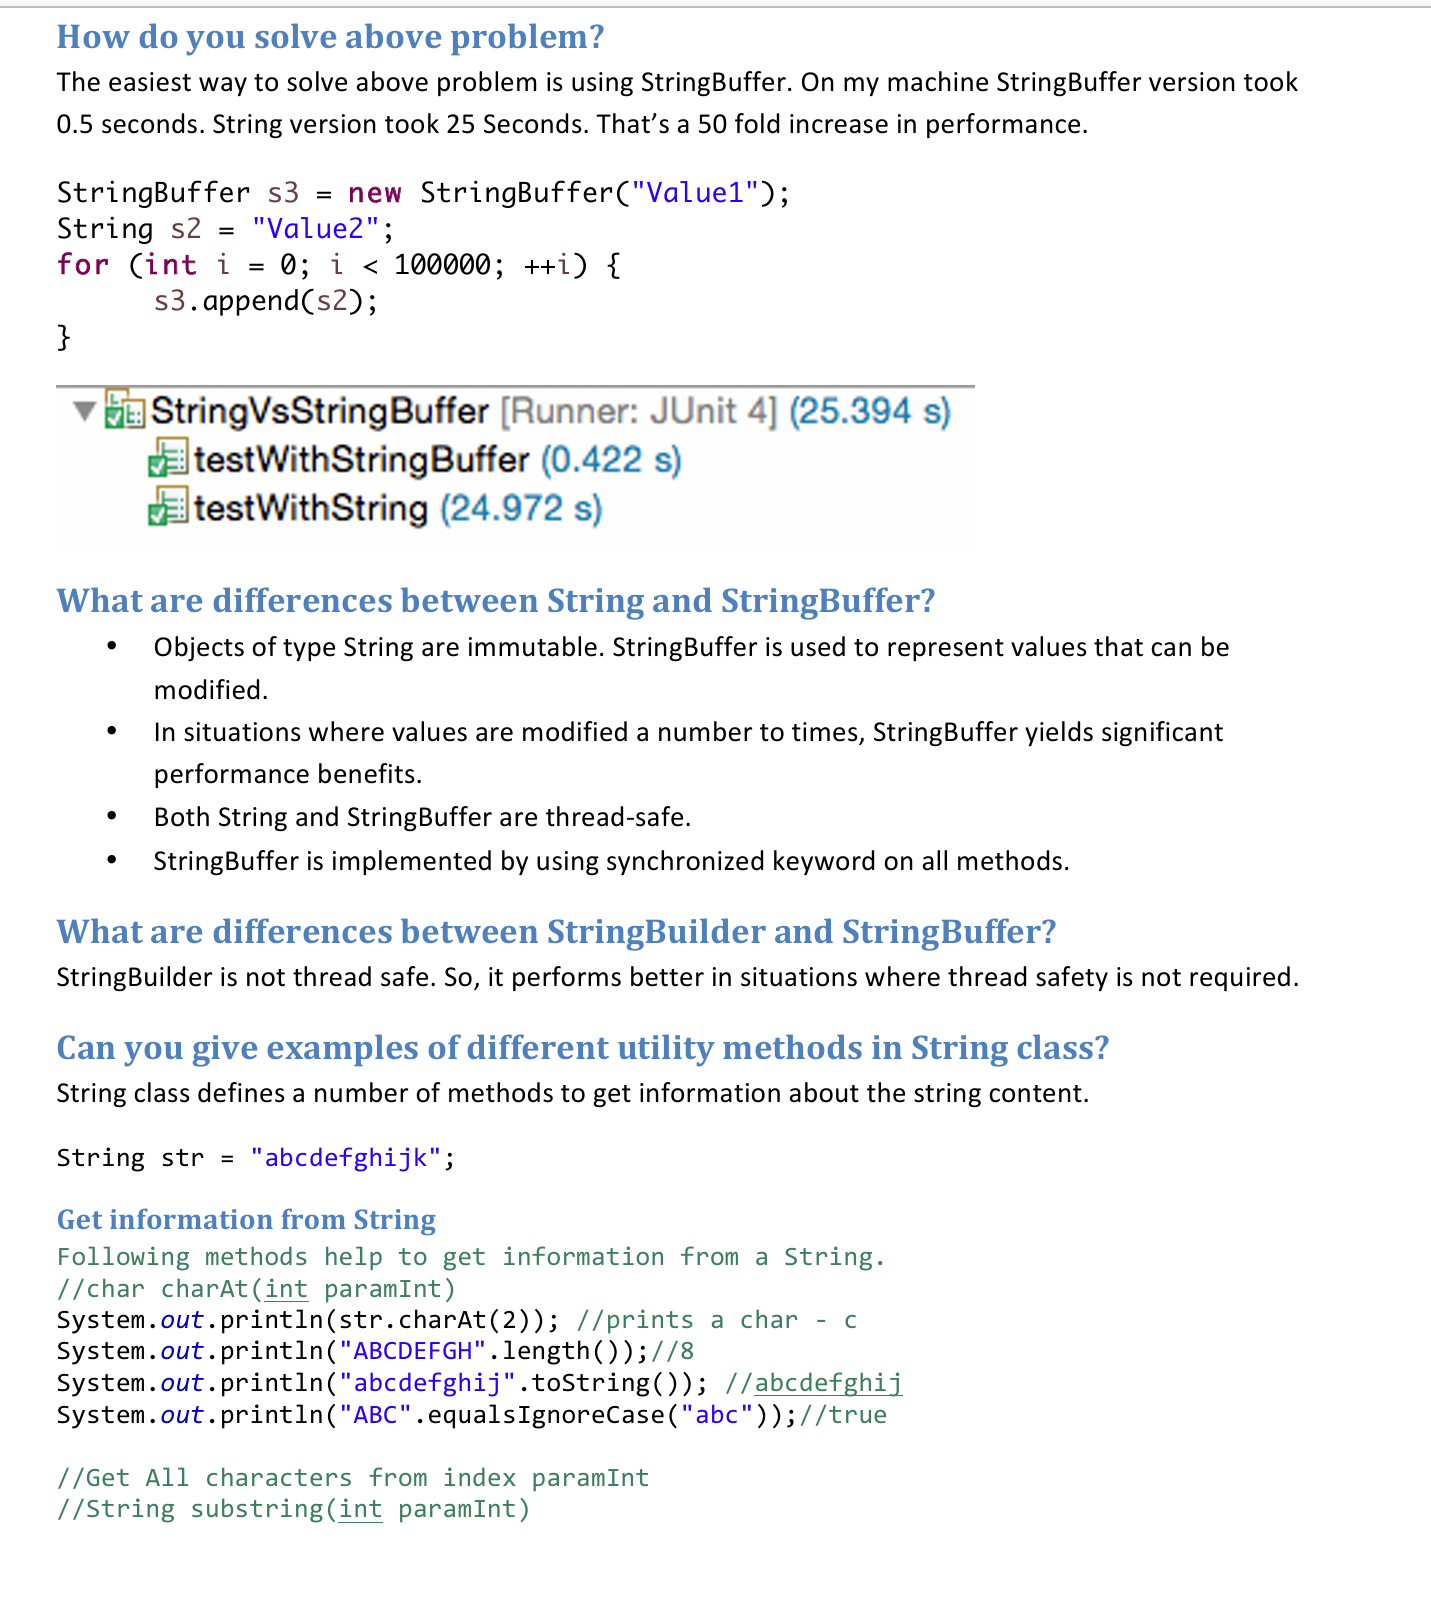 How do you solve above problem?
The easiest way to solve above problem is using StringBuffer. On my machine StringBuffer version took
0.5 seconds. String version took 25 Seconds. That’s a 50 fold increase in performance.
StringBuffer s3 = new StringBuffer("Value1");
String s2 = "Value2";
for (int i = 0; i < 100000; ++i) {
s3.append(s2);
}
StringVsStringBuffer [Runner: JUnit 4] (25.394 s)
testWithStringBuffer (0.422 s)
testWithString (24.972 s)
What are differences between String and StringBuffer?
• Objects of type String are immutable. StringBuffer is used to represent values that can be
modified.
• In situations where values are modified a number to times, StringBuffer yields significant
performance benefits.
• Both String and StringBuffer are thread-safe.
• StringBuffer is implemented by using synchronized keyword on all methods.
What are differences between StringBuilder and StringBuffer?
StringBuilder is not thread safe. So, it performs better in situations where thread safety is not required.
Can you give examples of different utility methods in String class?
String class defines a number of methods to get information about the string content.
String str = "abcdefghijk";
Get information from String
Following methods help to get information from a String.
//char charAt(int paramInt)
System.out.println(str.charAt(2)); //prints a char - c
System.out.println("ABCDEFGH".length());//8
System.out.println("abcdefghij".toString()); //abcdefghij
System.out.println("ABC".equalsIgnoreCase("abc"));//true
//Get All characters from index paramInt
//String substring(int paramInt)